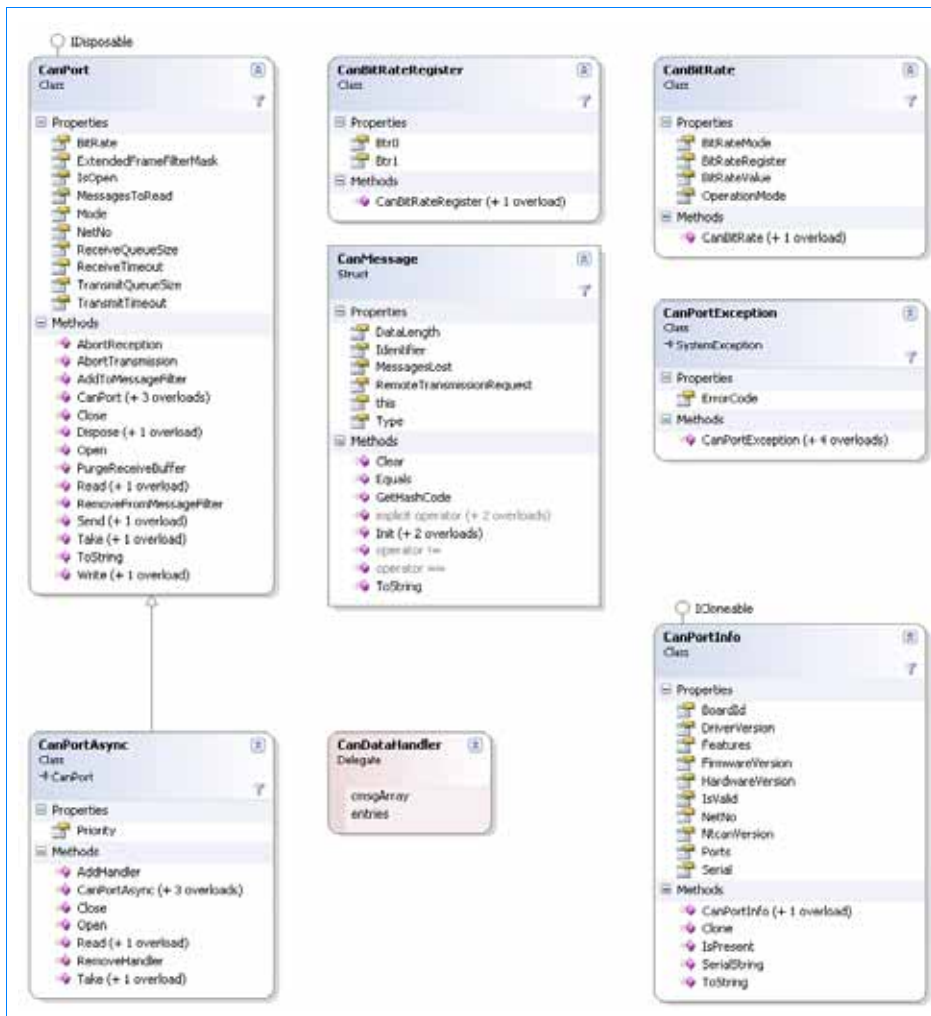 IDisposable
CanPort
Class
Properties
BitRate
ExtendedFrameFilterMask
IsOpen
MessagesToRead
Mode
NetNo
ReceiveQueueSize
ReceiveTimeout
TransmitQueueSize
TransmitTimeout
Methods
AbortReception
AbortTransmission
AddToMessageFilter
CanPort (+ 3 overloads)
Close
Dispose (+ 1 overload)
Open
PurgeReceiveBuffer
Read (+ 1 overload)
RemoveFromMessageFilter
Send (+ 1 overload)
Take (+ 1 overload)
ToString
Write (+ 1 overload)
CanBitRateRegister
Class
Properties
Btr0
Btr1
Methods
CanBitRateRegister (+ 1 overload)
CanBitRate
Class
Properties
BitRateMode
BitRateRegister
BitRateValue
OperationMode
Methods
CanBitRate (+ 1 overload)
CanMessage
Struct
Properties
DataLength
Identifier
MessagesLost
RemoteTransmissionRequest
this
Type
Methods
Clear
Equals
GetHashCode
explicit operator (+ 2 overloads)
Init (+ 2 overloads)
operator !=
operator ==
ToString
CanPortException
Class
SystemException
Properties
ErrorCode
Methods
CanPortException (+ 4 overloads)
CanPortAsync
Class
CanPort
Properties
Priority
Methods
AddHandler
CanPortAsync (+ 3 overloads)
Close
Open
Read (+ 1 overload)
RemoveHandler
Take (+ 1 overload)
CanDataHandler
Delegate
cmsgArray
entries
ICloneable
CanPortInfo
Class
Properties
BoardId
DriverVersion
Features
FirmwareVersion
HardwareVersion
IsValid
NetNo
NtcanVersion
Ports
Serial
Methods
CanPortInfo (+ 1 overload)
Clone
IsPresent
SerialString
ToString